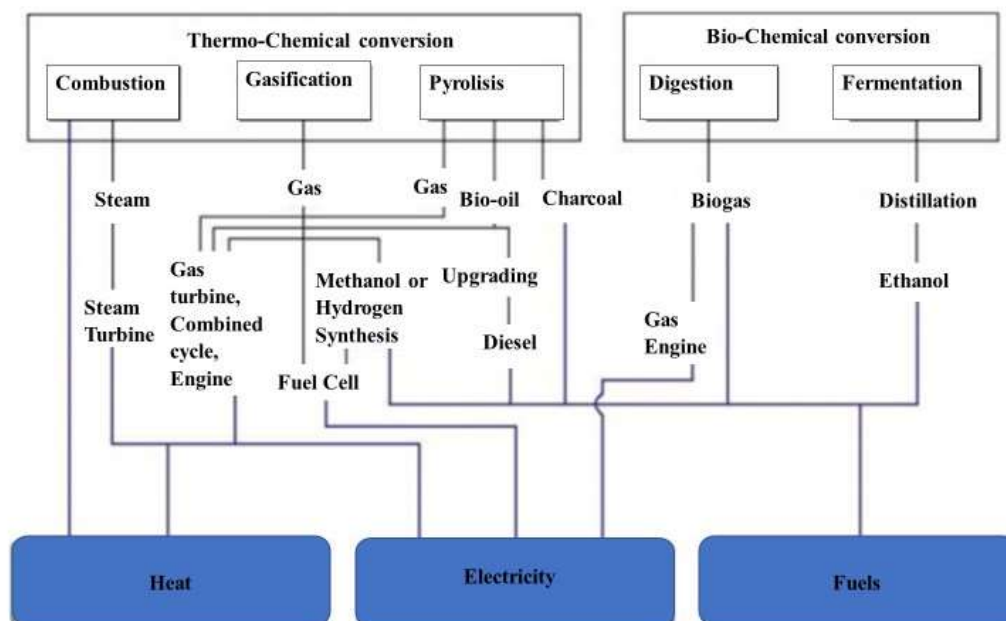 Thermo-Chemical conversion
Bio-Chemical conversion
Combustion
Gasification
Pyrolisis
Digestion
Fermentation
Steam
Gas
Gas
Bio-oil
Charcoal
Biogas
Distillation
Gas
turbine,
Combined
cycle,
Engine
Methanol or
Hydrogen
Synthesis
Upgrading
Ethanol
Steam
Turbine
Gas
Engine
Diesel
Fuel Cell
Heat
Electricity
Fuels